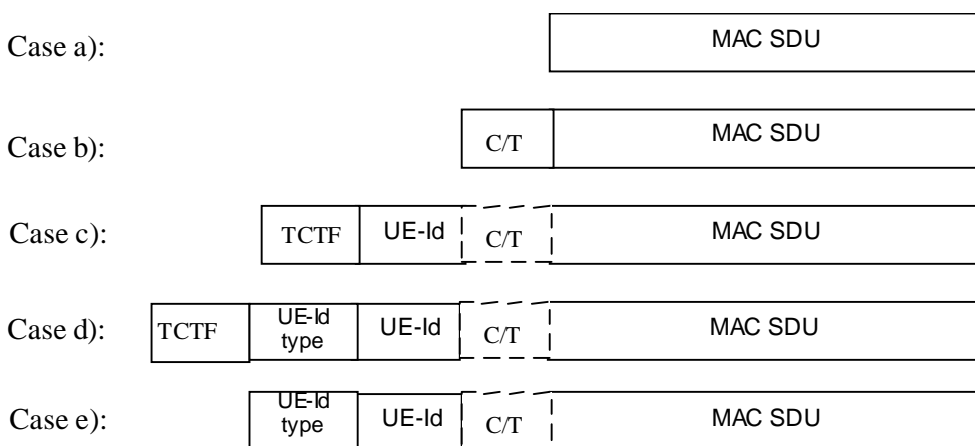 Case a): MAC SDU
Case b): C/T MAC SDU
Case c): TCTF UE-Id C/T MAC SDU
Case d): TCTF UE-Id type UE-Id C/T MAC SDU
Case e): UE-Id type UE-Id C/T MAC SDU